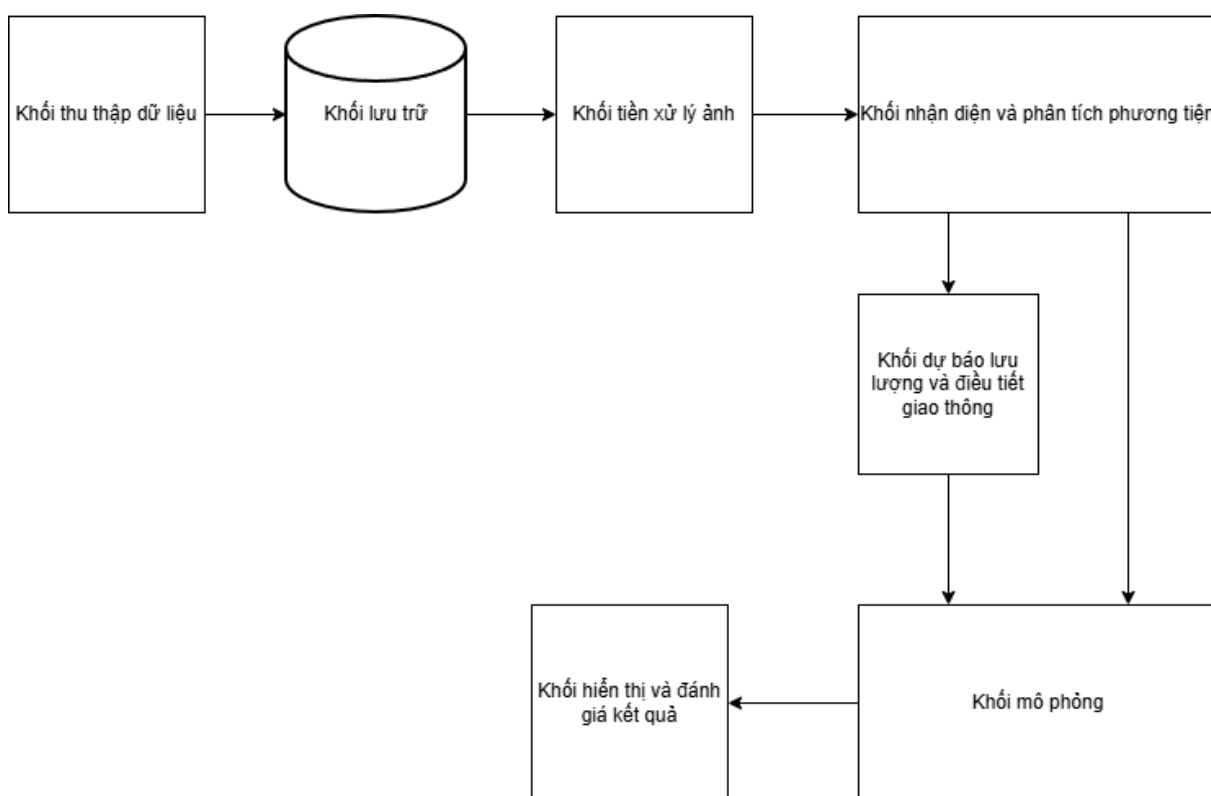 Khối thu thập dữ liệu
Khối lưu trữ
Khối tiền xử lý ảnh
Khối nhận diện và phân tích phương tiện
Khối dự báo lưu
lượng và điều tiết
giao thông
Khối hiển thị và đánh
giá kết quả
Khối mô phỏng